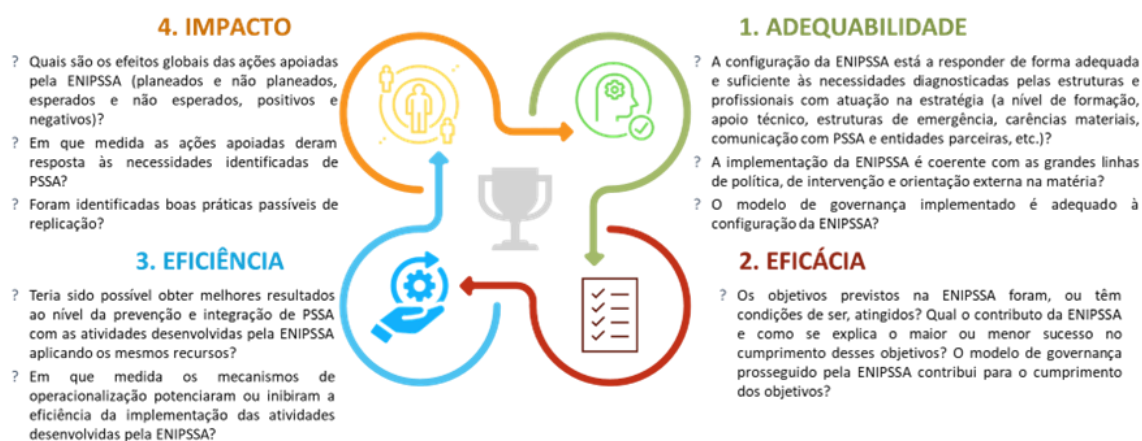 4. IMPACTO
? Quais são os efeitos globais das ações apoiadas
pela ENIPSSA (planeados e não planeados,
esperados e não esperados, positivos e
negativos)?
? Em que medida as ações apoiadas deram
resposta às necessidades identificadas de
PSSA?
? Foram identificadas boas práticas passíveis de
replicação?
1. ADEQUABILIDADE
? A configuração da ENIPSSA está a responder de forma adequada
e suficiente às necessidades diagnosticadas pelas estruturas e
profissionais com atuação na estratégia (a nível de formação,
apoio técnico, estruturas de emergência, carências materiais,
comunicação com PSSA e entidades parceiras, etc.)?
? A implementação da ENIPSSA é coerente com as grandes linhas
de política, de intervenção e orientação externa na matéria?
? O modelo de governança implementado é adequado à
configuração da ENIPSSA?
3. EFICIÊNCIA
? Teria sido possível obter melhores resultados
ao nível da prevenção e integração de PSSA
com as atividades desenvolvidas pela ENIPSSA
aplicando os mesmos recursos?
? Em que medida os mecanismos de
operacionalização potenciaram ou inibiram a
eficiência da implementação das atividades
desenvolvidas pela ENIPSSA?
2. EFICÁCIA
? Os objetivos previstos na ENIPSSA foram, ou têm
condições de ser, atingidos? Qual o contributo da ENIPSSA
e como se explica o maior ou menor sucesso no
cumprimento desses objetivos? O modelo de governança
prosseguido pela ENIPSSA contribui para o cumprimento
dos objetivos?